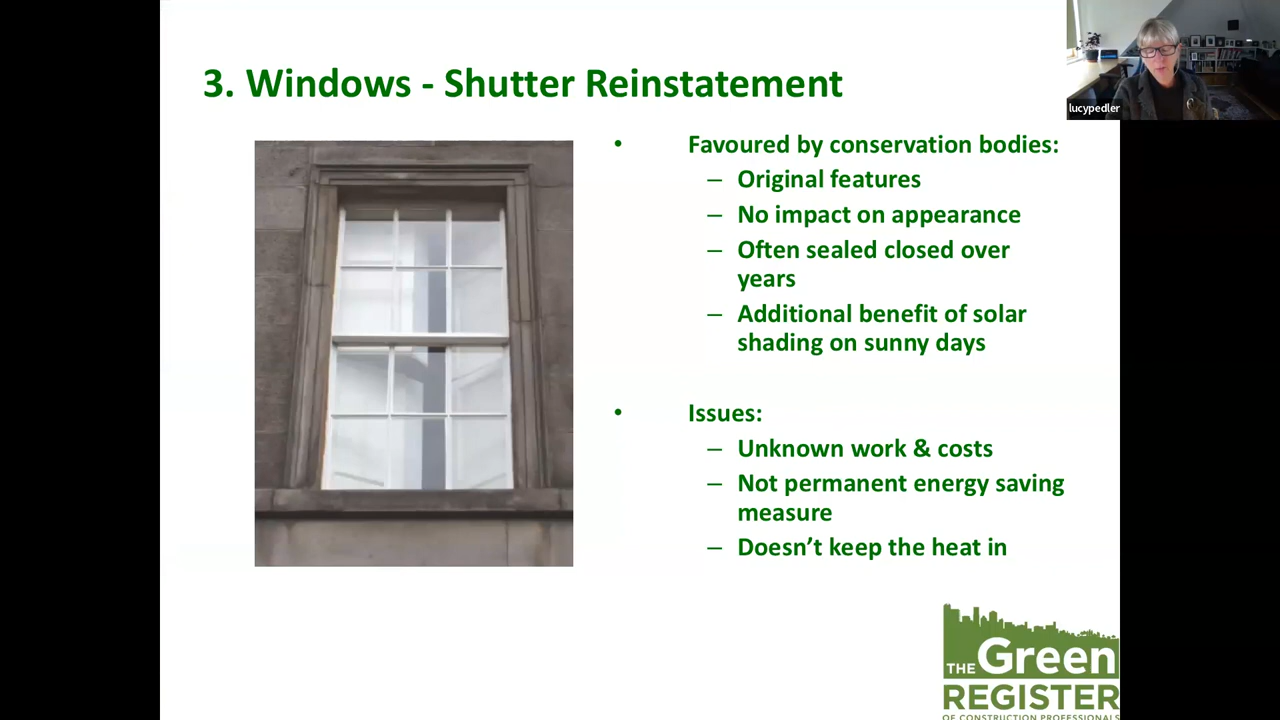 3. Windows - Shutter Reinstatement
lucypedler
• Favoured by conservation bodies:
– Original features
– No impact on appearance
– Often sealed closed over
years
– Additional benefit of solar
shading on sunny days
• Issues:
– Unknown work & costs
– Not permanent energy saving
measure
– Doesn’t keep the heat in
THE Green
REGISTER
OF CONSTRUCTION PROFESSIONALS